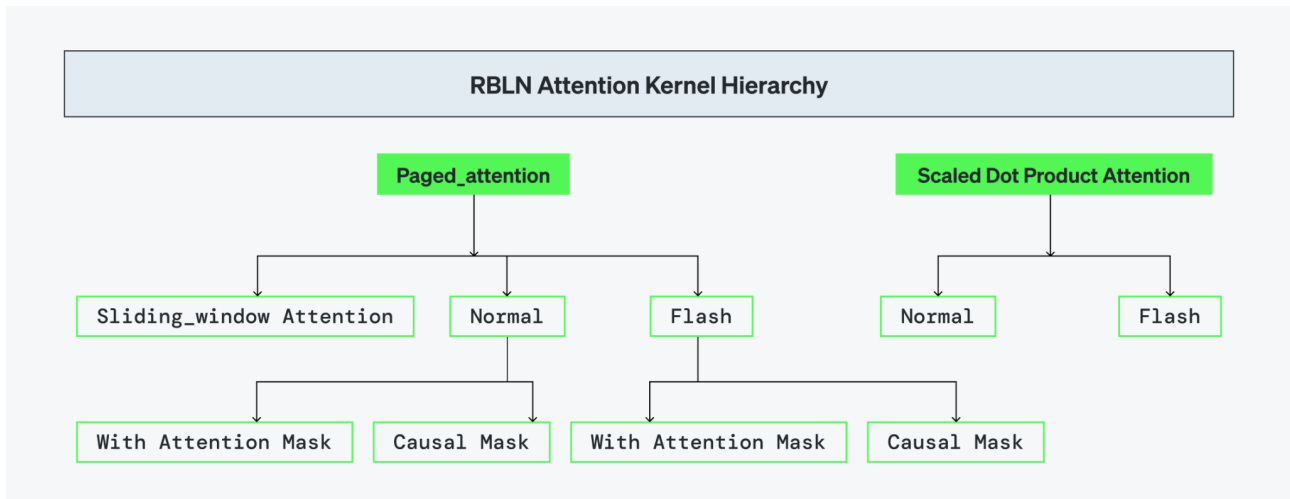 RBLN Attention Kernel Hierarchy
Paged_attention
Scaled Dot Product Attention
Sliding_window Attention
Normal
Flash
Normal
Flash
With Attention Mask
Causal Mask
With Attention Mask
Causal Mask